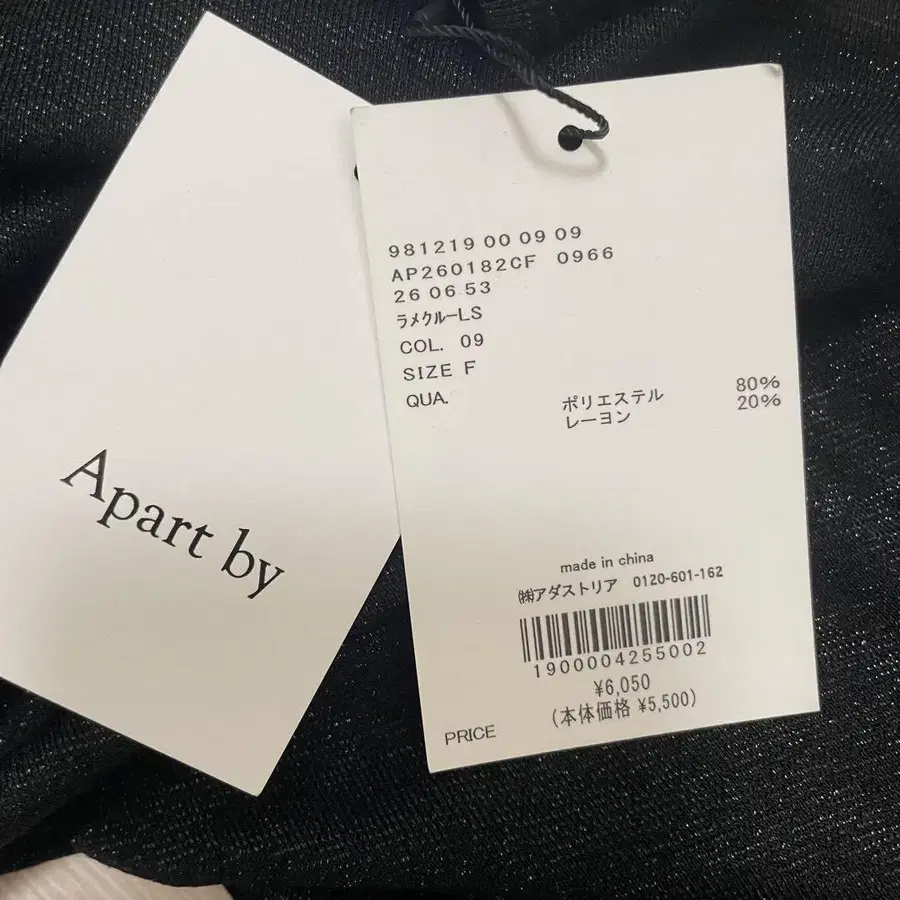 Apart by
981219 00 09 09
AP260182CF 0966
26 06 53
ラメクルーLS
COL. 09
SIZE F
QUA.
ポリエステル 80%
レーヨン 20%
made in china
㈱アダストリア 0120-601-162
1900004255002
¥6,050
(本体価格 ¥5,500)
PRICE